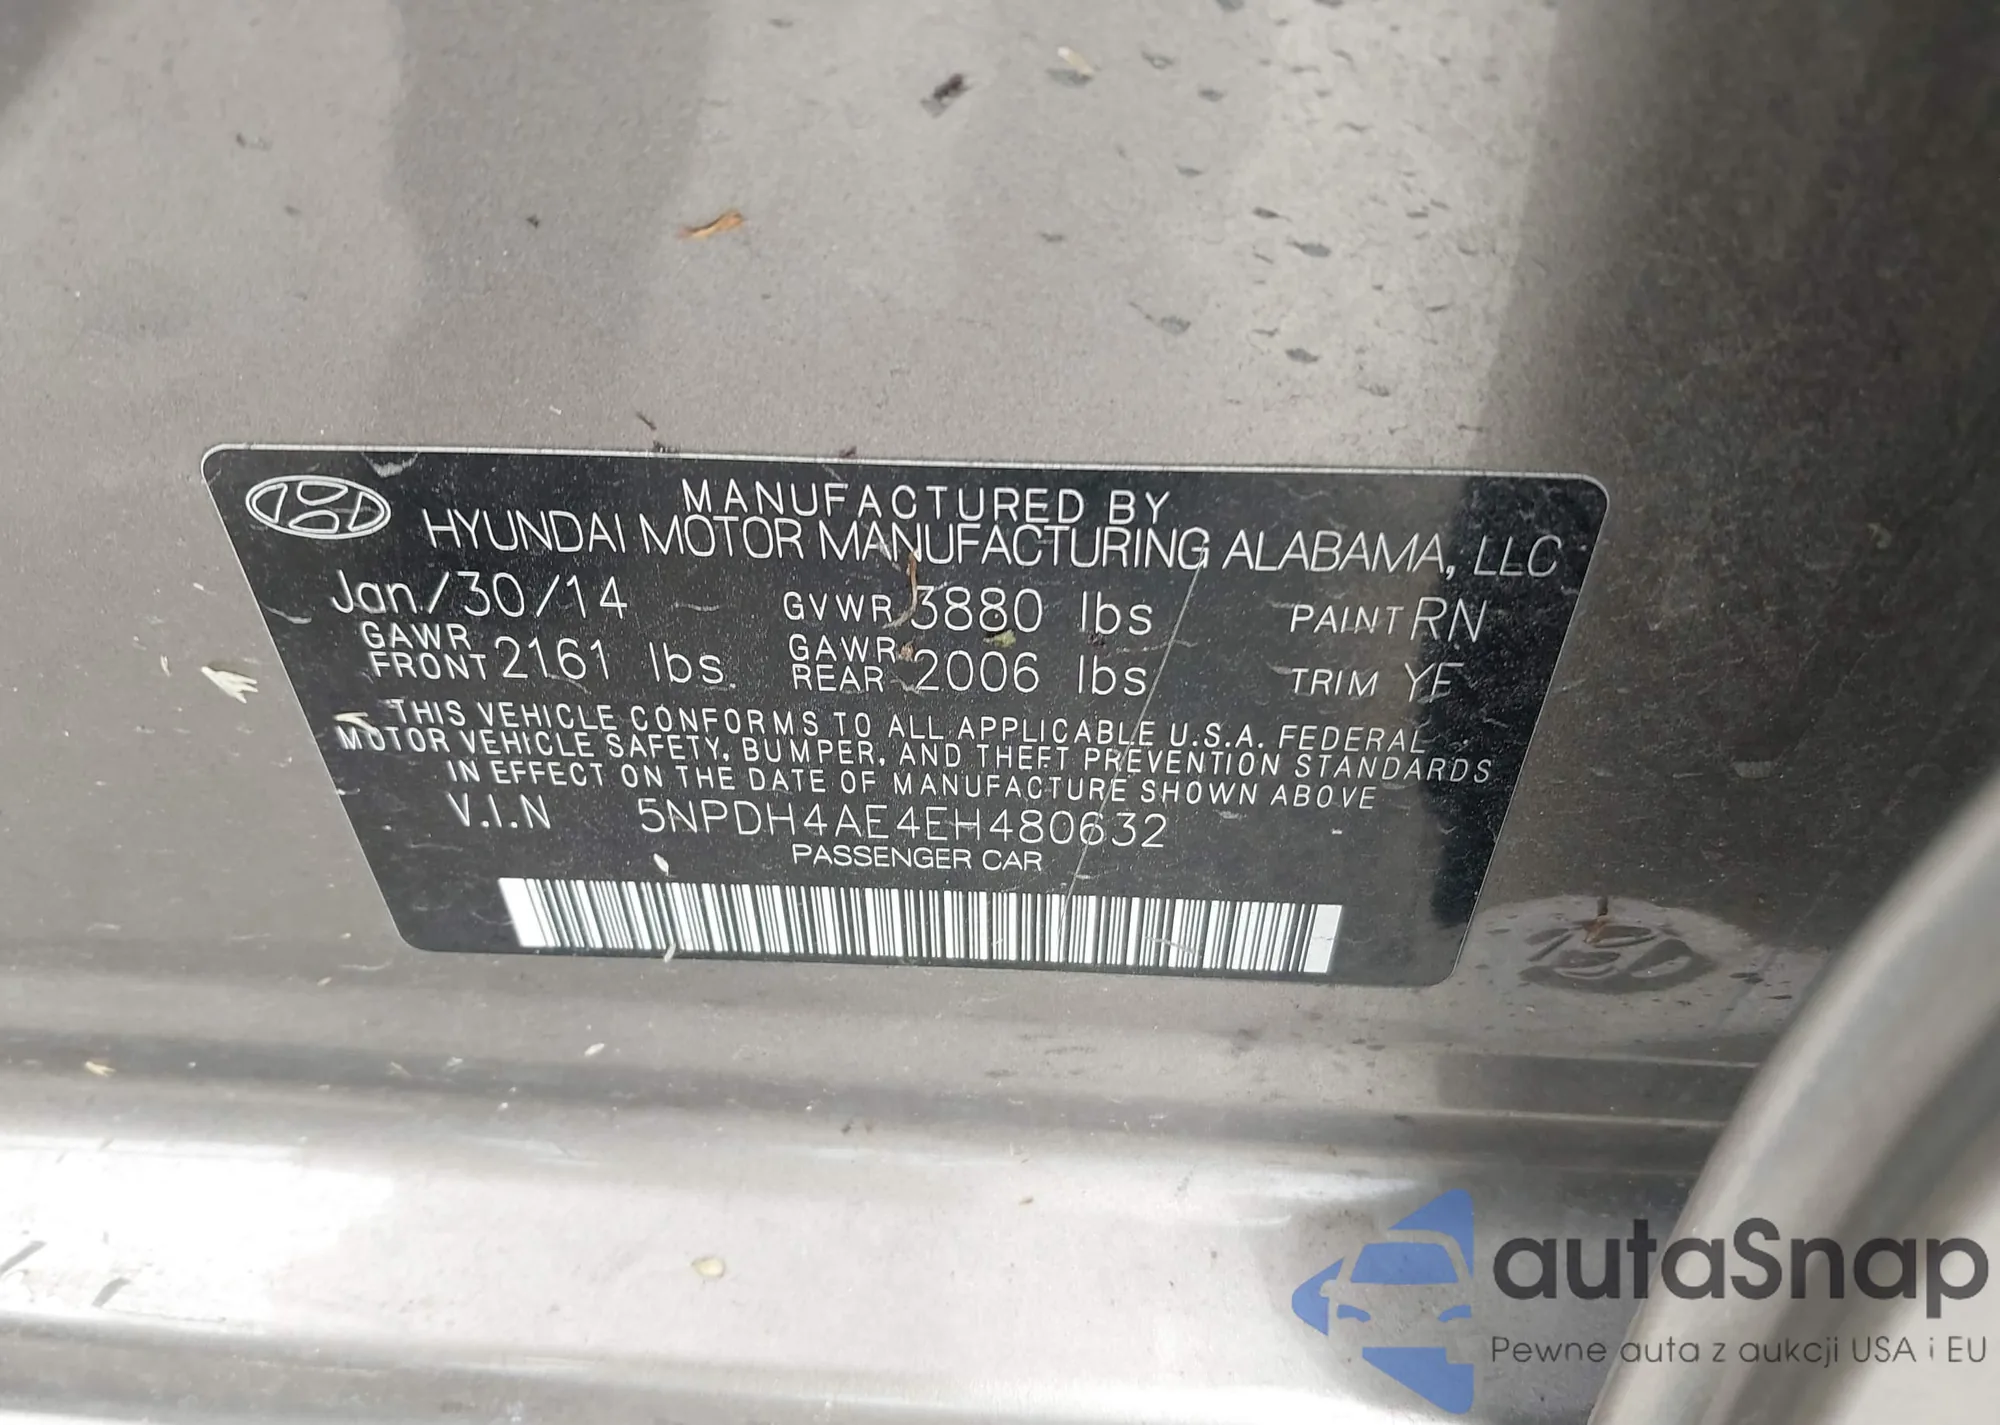 MANUFACTURED BY
HYUNDAI MOTOR MANUFACTURING ALABAMA, LLC
Jan./30/14 GVWR 3880 lbs PAINT RN
GAWR FRONT 2161 lbs. GAWR REAR 2006 lbs TRIM YF
THIS VEHICLE CONFORMS TO ALL APPLICABLE U.S.A. FEDERAL
MOTOR VEHICLE SAFETY, BUMPER, AND THEFT PREVENTION STANDARDS
IN EFFECT ON THE DATE OF MANUFACTURE SHOWN ABOVE
V.I.N 5NPDH4AE4EH480632
PASSENGER CAR
autaSnap
Pewne auta z aukcji USA i EU